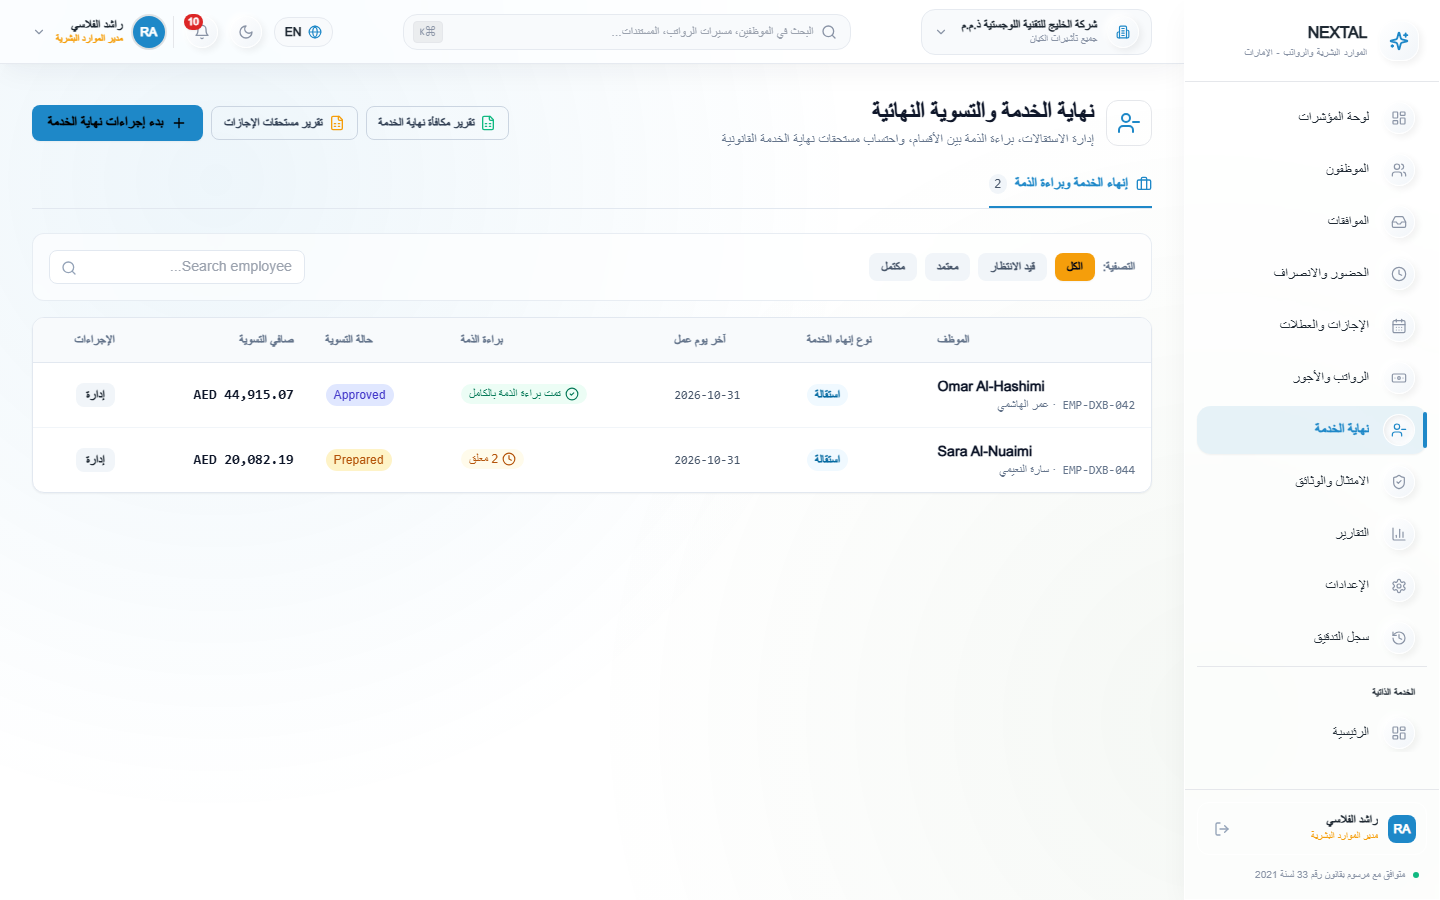 NEXTAL
الموارد البشرية والرواتب - الإمارات
شركة الخليج للتقنية اللوجستية ذ.م.م
جميع تأشيرات الكيان
البحث في الموظفين، مسيرات الرواتب، المستندات...
⌘K
EN
10
RA
راشد الفلاسي
مدير الموارد البشرية
لوحة المؤشرات
الموظفون
الموافقات
الحضور والانصراف
الإجازات والعطلات
الرواتب والأجور
نهاية الخدمة
الامتثال والوثائق
التقارير
الإعدادات
سجل التدقيق
الخدمة الذاتية
الرئيسية
RA
راشد الفلاسي
مدير الموارد البشرية
متوافق مع مرسوم بقانون رقم 33 لسنة 2021
نهاية الخدمة والتسوية النهائية
إدارة الاستقالات، براءة الذمة بين الأقسام، واحتساب مستحقات نهاية الخدمة القانونية
تقرير مكافأة نهاية الخدمة
تقرير مستحقات الإجازات
بدء إجراءات نهاية الخدمة
إنهاء الخدمة وبراءة الذمة 2
التصفية: الكل قيد الانتظار معتمد مكتمل
Search employee...
الموظف نوع إنهاء الخدمة آخر يوم عمل براءة الذمة حالة التسوية صافي التسوية الإجراءات
Omar Al-Hashimi
EMP-DXB-042 · عمر الهاشمي
استقالة
2026-10-31
تمت براءة الذمة بالكامل
Approved
AED 44,915.07
إدارة
Sara Al-Nuaimi
EMP-DXB-044 · سارة النعيمي
استقالة
2026-10-31
2 معلق
Prepared
AED 20,082.19
إدارة